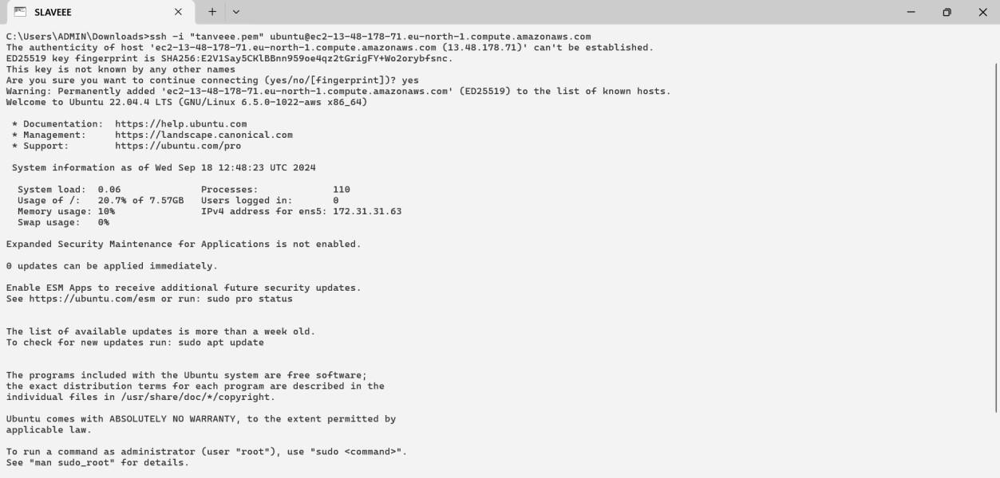 SLAVEEE
C:\Users\ADMIN\Downloads>ssh -i "tanveee.pem" ubuntu@ec2-13-48-178-71.eu-north-1.compute.amazonaws.com
The authenticity of host 'ec2-13-48-178-71.eu-north-1.compute.amazonaws.com (13.48.178.71)' can't be established.
ED25519 key fingerprint is SHA256:E2V1Say5CKlBBnn959oe4qz2tGrigFY+Wo2orybfsnc.
This key is not known by any other names
Are you sure you want to continue connecting (yes/no/[fingerprint])? yes
Warning: Permanently added 'ec2-13-48-178-71.eu-north-1.compute.amazonaws.com' (ED25519) to the list of known hosts.
Welcome to Ubuntu 22.04.4 LTS (GNU/Linux 6.5.0-1022-aws x86_64)
* Documentation: https://help.ubuntu.com
* Management: https://landscape.canonical.com
* Support: https://ubuntu.com/pro
System information as of Wed Sep 18 12:48:23 UTC 2024
System load: 0.06 Processes: 110
Usage of /: 20.7% of 7.57GB Users logged in: 0
Memory usage: 10% IPv4 address for ens5: 172.31.31.63
Swap usage: 0%
Expanded Security Maintenance for Applications is not enabled.
0 updates can be applied immediately.
Enable ESM Apps to receive additional future security updates.
See https://ubuntu.com/esm or run: sudo pro status
The list of available updates is more than a week old.
To check for new updates run: sudo apt update
The programs included with the Ubuntu system are free software;
the exact distribution terms for each program are described in the
individual files in /usr/share/doc/*/copyright.
Ubuntu comes with ABSOLUTELY NO WARRANTY, to the extent permitted by
applicable law.
To run a command as administrator (user "root"), use "sudo <command>".
See "man sudo_root" for details.